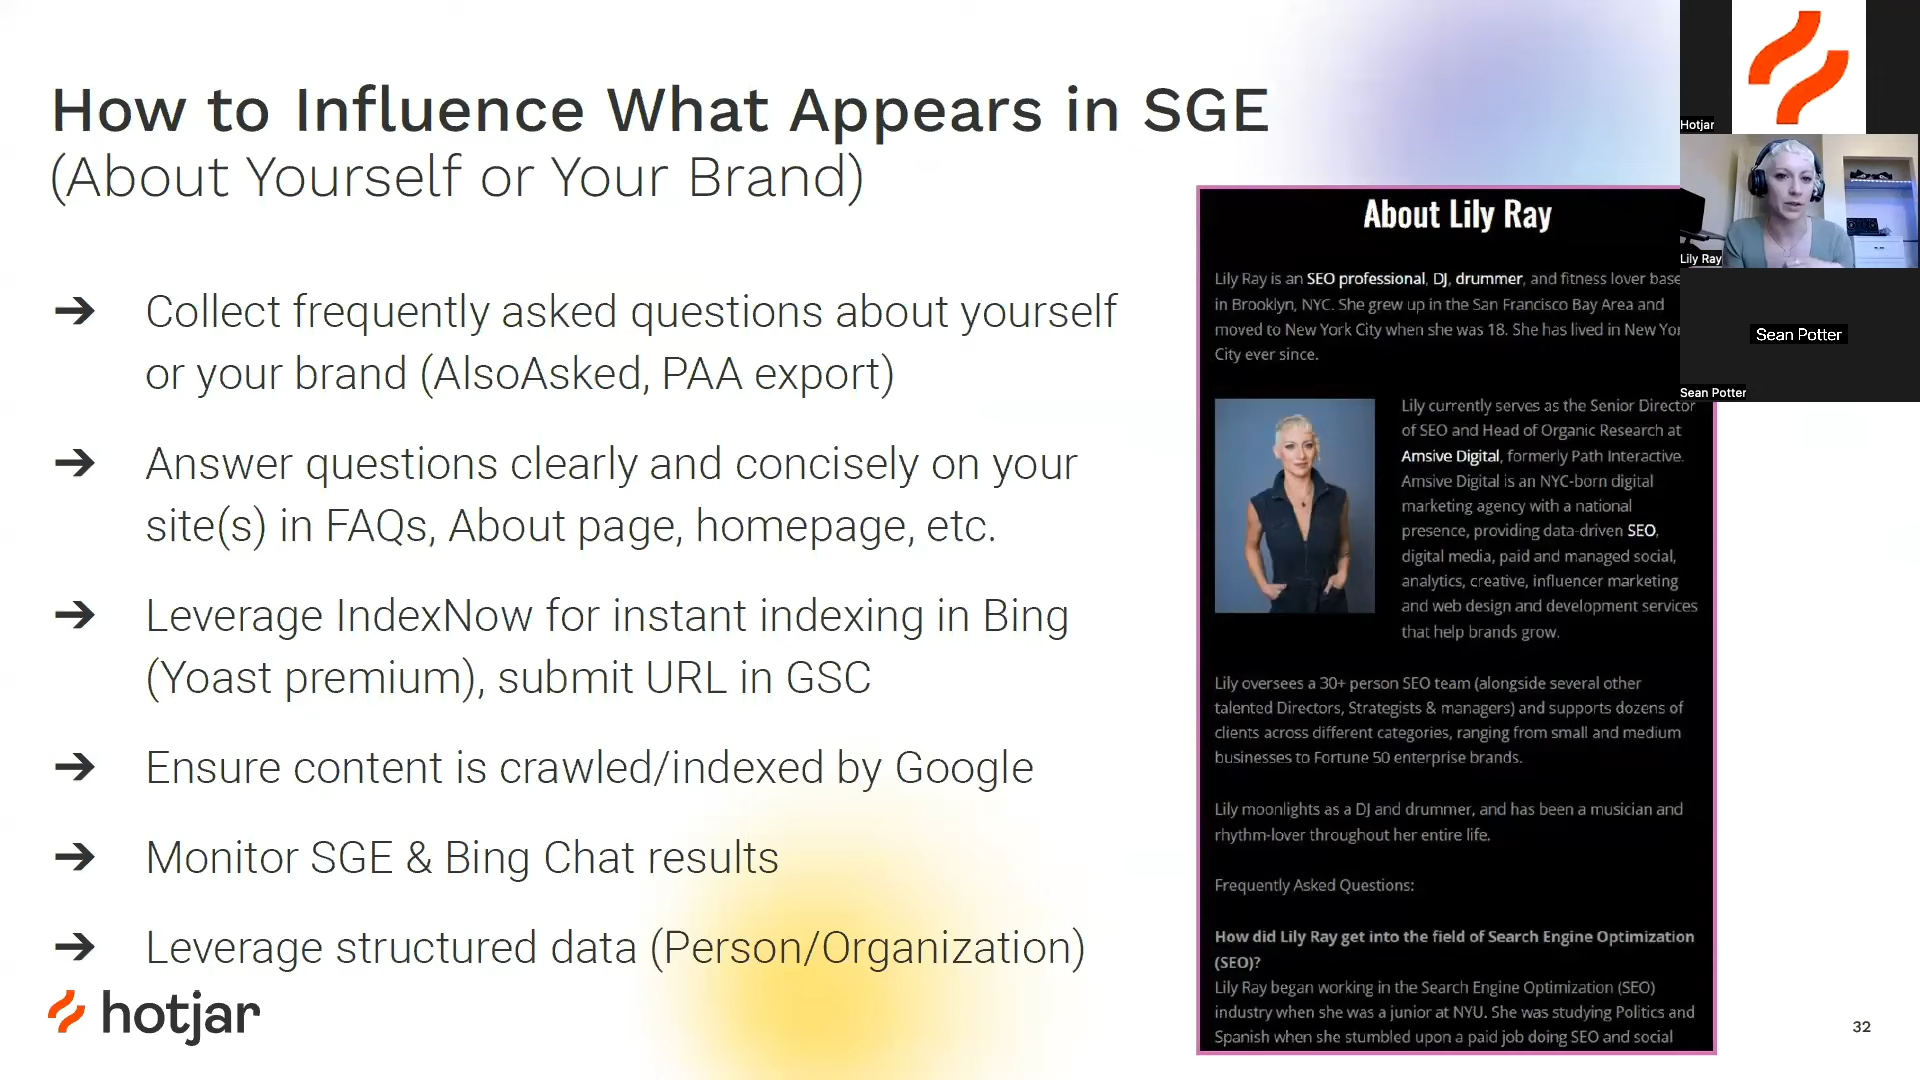 How to Influence What Appears in SGE
(About Yourself or Your Brand)
➔ Collect frequently asked questions about yourself
or your brand (AlsoAsked, PAA export)
➔ Answer questions clearly and concisely on your
site(s) in FAQs, About page, homepage, etc.
➔ Leverage IndexNow for instant indexing in Bing
(Yoast premium), submit URL in GSC
➔ Ensure content is crawled/indexed by Google
➔ Monitor SGE & Bing Chat results
➔ Leverage structured data (Person/Organization)
hotjar
About Lily Ray
Lily Ray is an SEO professional, DJ, drummer, and fitness lover base
in Brooklyn, NYC. She grew up in the San Francisco Bay Area and
moved to New York City when she was 18. She has lived in New Yor
City ever since.
Lily currently serves as the Senior Director
of SEO and Head of Organic Research at
Amsive Digital, formerly Path Interactive.
Amsive Digital is an NYC-born digital
marketing agency with a national
presence, providing data-driven SEO,
digital media, paid and managed social,
analytics, creative, influencer marketing
and web design and development services
that help brands grow.
Lily oversees a 30+ person SEO team (alongside several other
talented Directors, Strategists & managers) and supports dozens of
clients across different categories, ranging from small and medium
businesses to Fortune 50 enterprise brands.
Lily moonlights as a DJ and drummer, and has been a musician and
rhythm-lover throughout her entire life.
Frequently Asked Questions:
How did Lily Ray get into the field of Search Engine Optimization
(SEO)?
Lily Ray began working in the Search Engine Optimization (SEO)
industry when she was a junior at NYU. She was studying Politics and
Spanish when she stumbled upon a paid job doing SEO and social
Hotjar
Lily Ray
Sean Potter
Sean Potter
32